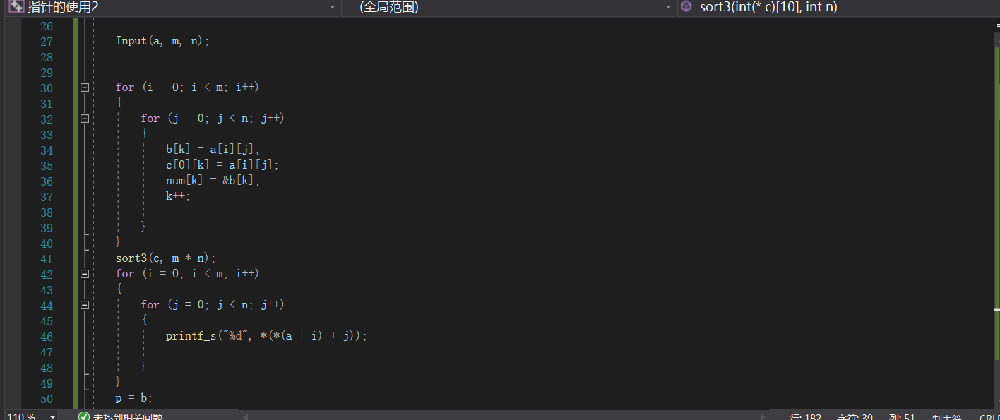 指针的使用2 (全局范围) sort3(int(* c)[10], int n)
26
27 Input(a, m, n);
28
29
30 for (i = 0; i < m; i++)
31 {
32 for (j = 0; j < n; j++)
33 {
34 b[k] = a[i][j];
35 c[0][k] = a[i][j];
36 num[k] = &b[k];
37 k++;
38
39 }
40 }
41 sort3(c, m * n);
42 for (i = 0; i < m; i++)
43 {
44 for (j = 0; j < n; j++)
45 {
46 printf_s("%d", *(*(a + i) + j));
47
48 }
49 }
50 p = b;
110 % 未找到相关问题 行: 182 字符: 39 列: 51 制表符 CRLF